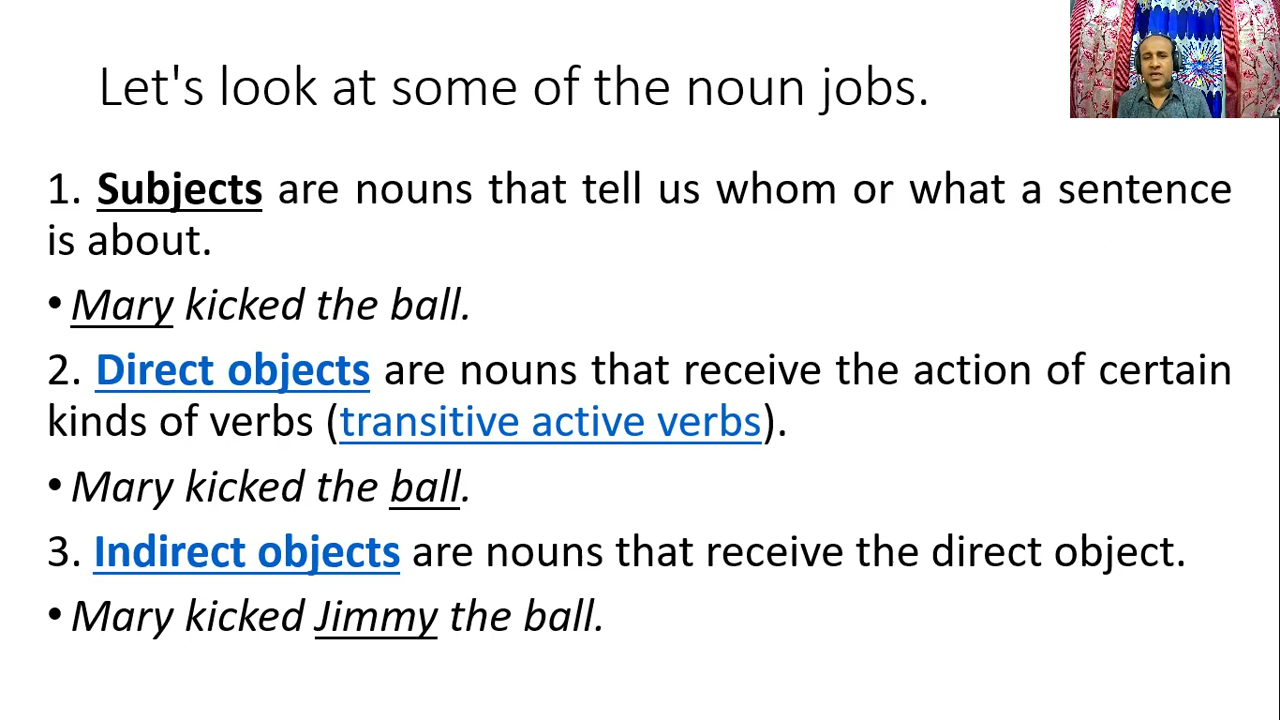 Let's look at some of the noun jobs.
1. Subjects are nouns that tell us whom or what a sentence
is about.
• Mary kicked the ball.
2. Direct objects are nouns that receive the action of certain
kinds of verbs (transitive active verbs).
• Mary kicked the ball.
3. Indirect objects are nouns that receive the direct object.
• Mary kicked Jimmy the ball.